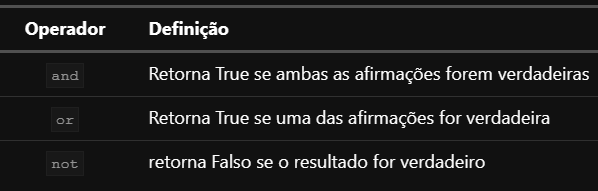 Operador Definição
and Retorna True se ambas as afirmações forem verdadeiras
or Retorna True se uma das afirmações for verdadeira
not retorna Falso se o resultado for verdadeiro